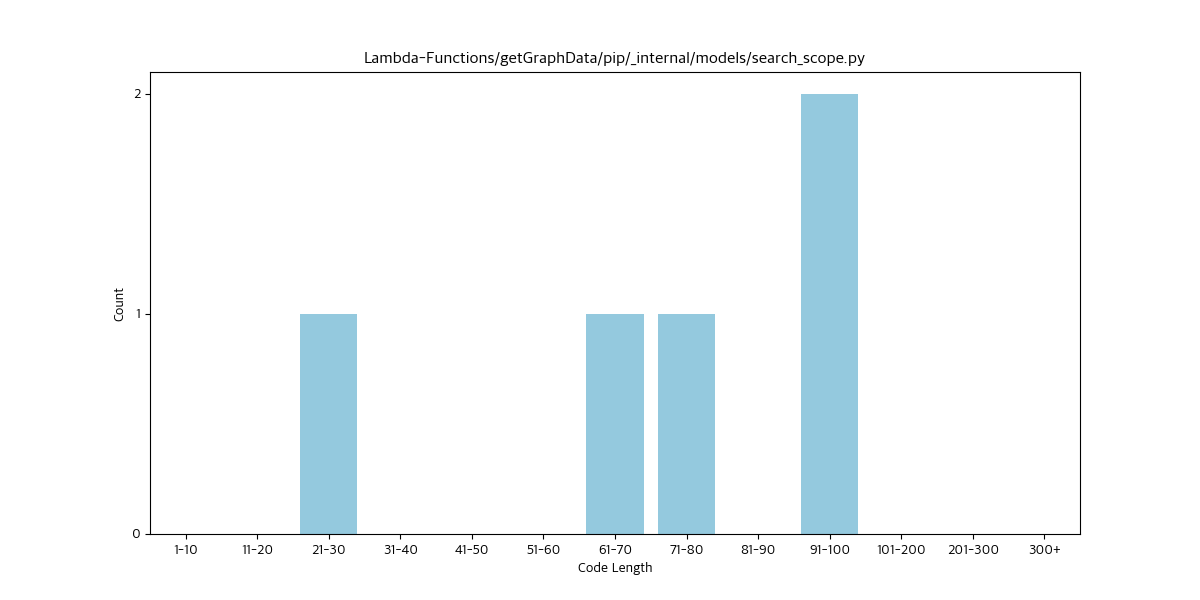 Lambda-Functions/getGraphData/pip/_internal/models/search_scope.py
2
1
0
Count
1-10 11-20 21-30 31-40 41-50 51-60 61-70 71-80 81-90 91-100 101-200 201-300 300+
Code Length